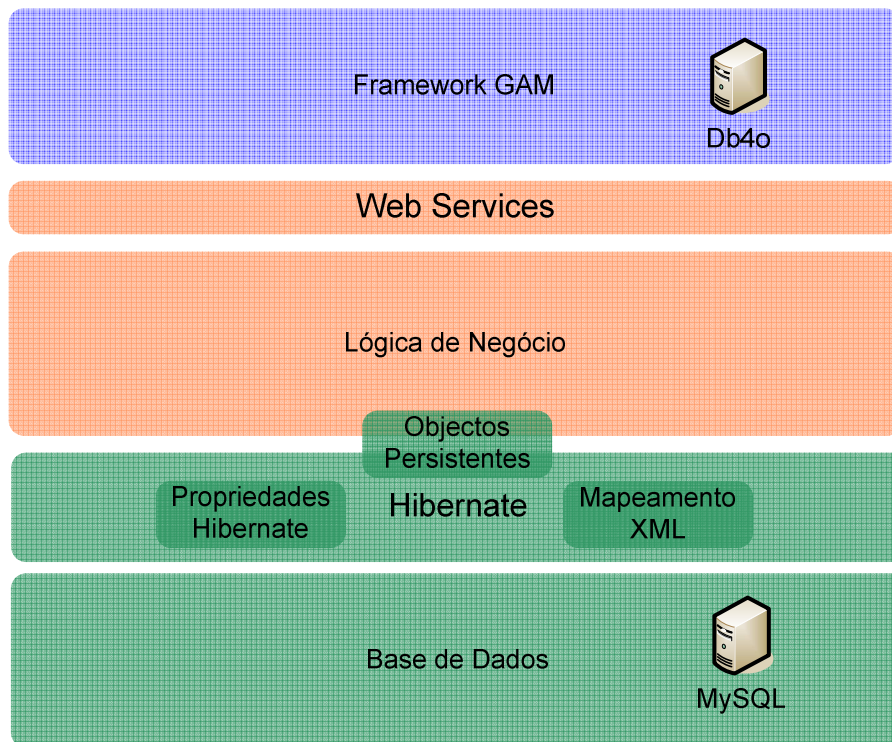 Framework GAM
Db4o
Web Services
Lógica de Negócio
Objectos
Persistentes
Propriedades
Hibernate
Hibernate
Mapeamento
XML
Base de Dados
MySQL